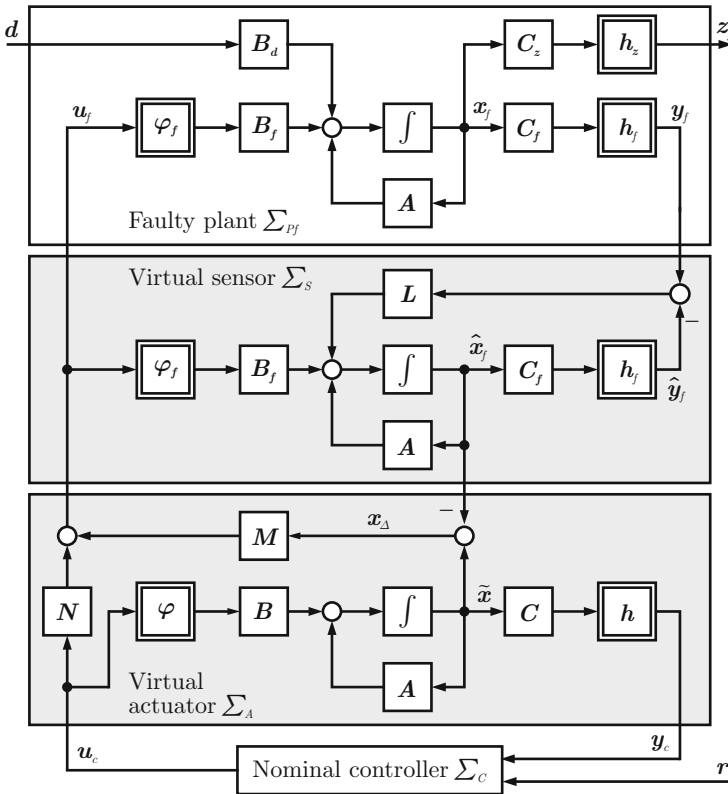 d B_d C_z h_z z
u_f φ_f B_f ∫ x_f C_f h_f y_f
A
Faulty plant Σ_Pf
Virtual sensor Σ_S
L
−
φ_f B_f ∫ x̂_f C_f h_f
ŷ_f
A
−
M x_Δ
N φ B ∫ x̃ C h
A
Virtual
actuator Σ_A
u_c y_c
Nominal controller Σ_C
r